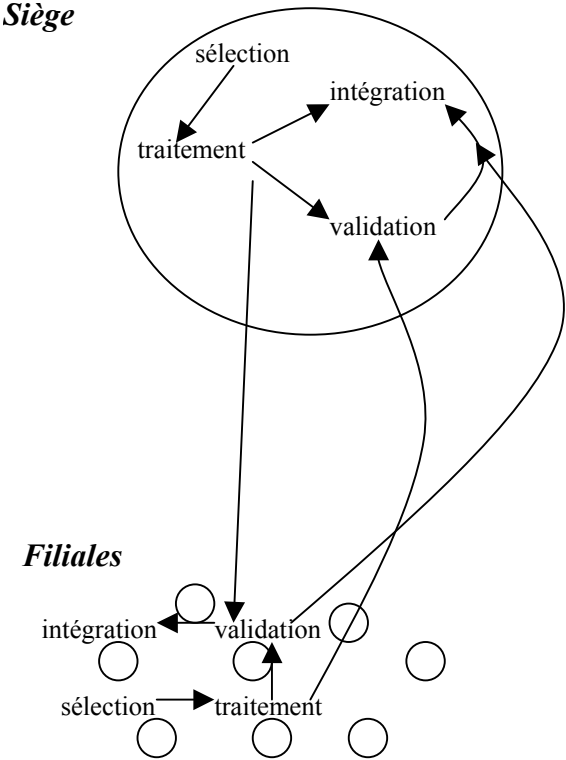 Siège
sélection
intégration
traitement
validation
Filiales
intégration
validation
sélection
traitement